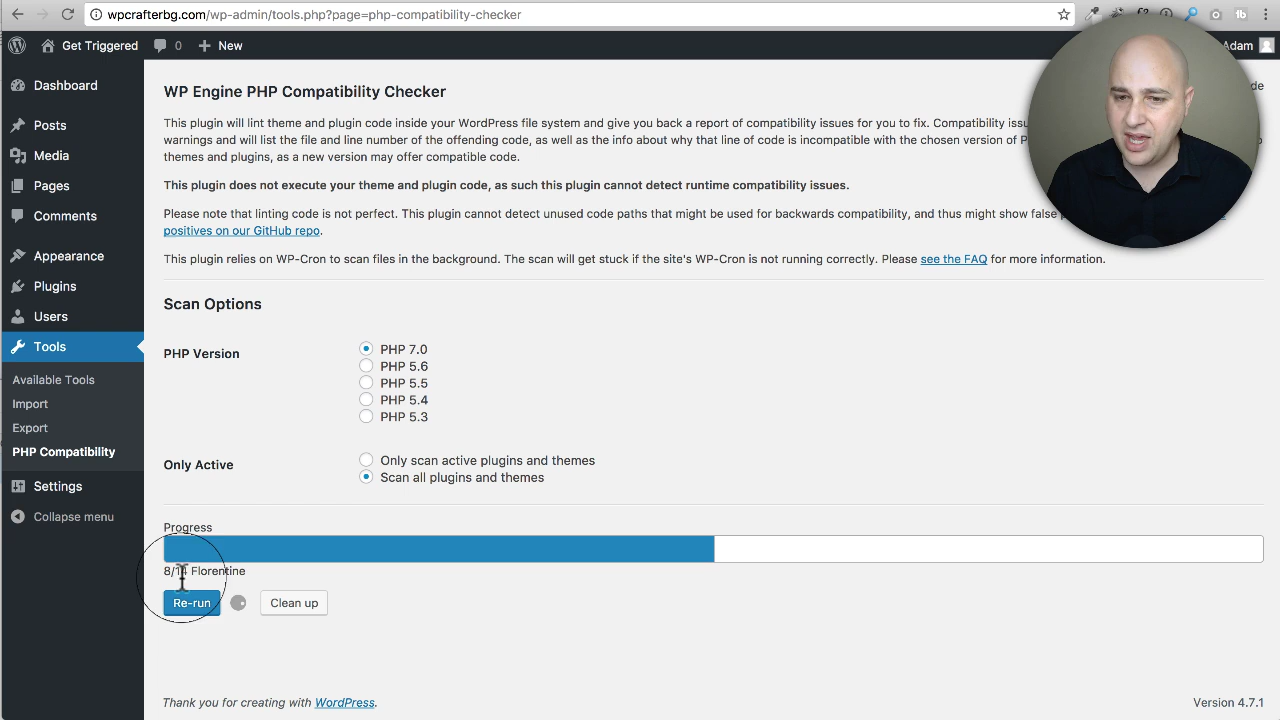 wpcrafterbg.com/wp-admin/tools.php?page=php-compatibility-checker
Get Triggered 0 New Adam
Dashboard
Posts
Media
Pages
Comments
Appearance
Plugins
Users
Tools
Available Tools
Import
Export
PHP Compatibility
Settings
Collapse menu
WP Engine PHP Compatibility Checker
This plugin will lint theme and plugin code inside your WordPress file system and give you back a report of compatibility issues for you to fix. Compatibility
warnings and will list the file and line number of the offending code, as well as the info about why that line of code is incompatible with the chosen version of
themes and plugins, as a new version may offer compatible code.
This plugin does not execute your theme and plugin code, as such this plugin cannot detect runtime compatibility issues.
Please note that linting code is not perfect. This plugin cannot detect unused code paths that might be used for backwards compatibility, and thus might show false
positives on our GitHub repo.
This plugin relies on WP-Cron to scan files in the background. The scan will get stuck if the site's WP-Cron is not running correctly. Please see the FAQ for more information.
Scan Options
PHP Version
PHP 7.0
PHP 5.6
PHP 5.5
PHP 5.4
PHP 5.3
Only Active
Only scan active plugins and themes
Scan all plugins and themes
Progress
8/14 Florentine
Re-run
Clean up
Thank you for creating with WordPress.
Version 4.7.1